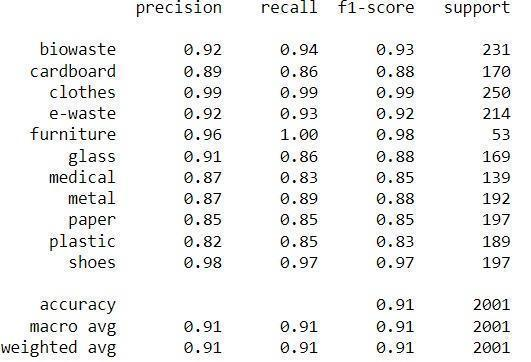 precision recall f1-score support
biowaste 0.92 0.94 0.93 231
cardboard 0.89 0.86 0.88 170
clothes 0.99 0.99 0.99 250
e-waste 0.92 0.93 0.92 214
furniture 0.96 1.00 0.98 53
glass 0.91 0.86 0.88 169
medical 0.87 0.83 0.85 139
metal 0.87 0.89 0.88 192
paper 0.85 0.85 0.85 197
plastic 0.82 0.85 0.83 189
shoes 0.98 0.97 0.97 197
accuracy 0.91 2001
macro avg 0.91 0.91 0.91 2001
weighted avg 0.91 0.91 0.91 2001